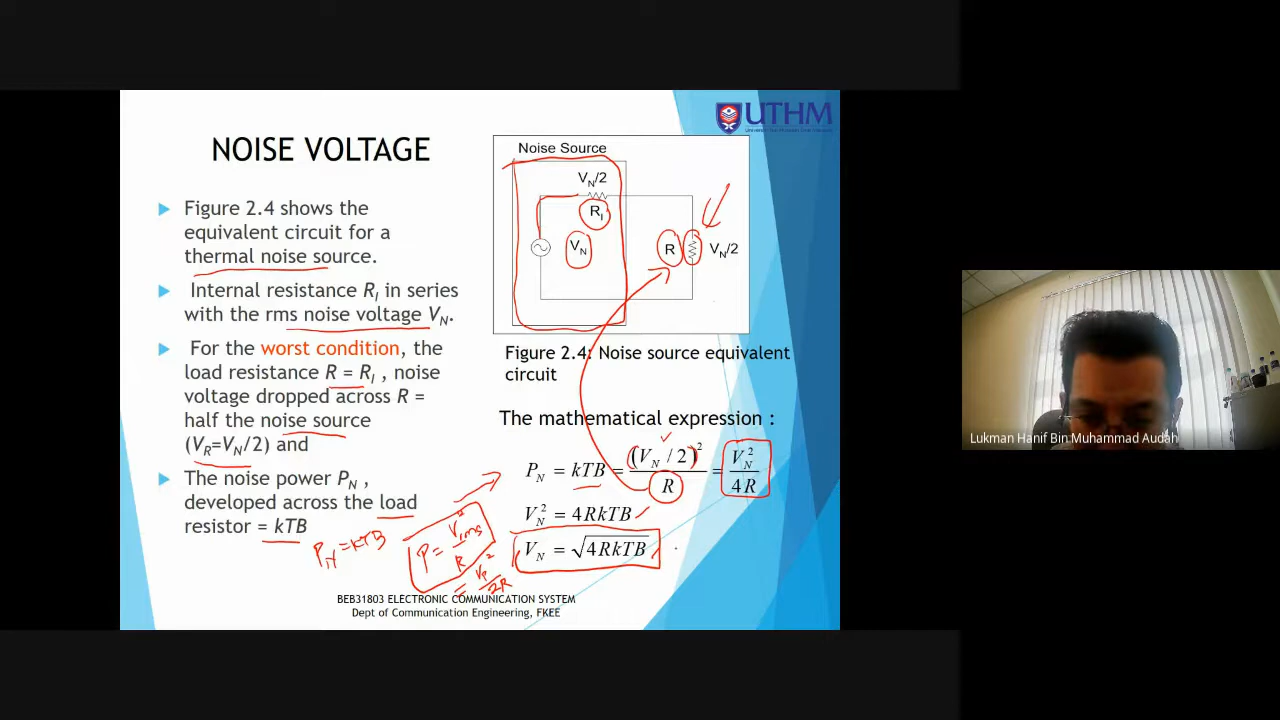 UTHM
NOISE VOLTAGE
Figure 2.4 shows the
equivalent circuit for a
thermal noise source.
Internal resistance R_I in series
with the rms noise voltage V_N.
For the worst condition, the
load resistance R = R_I , noise
voltage dropped across R =
half the noise source
(V_R=V_N/2) and
The noise power P_N ,
developed across the load
resistor = kTB
P_N = kTB
P = V²rms / R
= V_P² / 2R
Noise Source
V_N/2
R_I
V_N
R
V_N/2
Figure 2.4: Noise source equivalent
circuit
The mathematical expression :
P_N = kTB = (V_N / 2)² / R = V_N² / 4R
V_N² = 4RkTB
V_N = √4RkTB
BEB31803 ELECTRONIC COMMUNICATION SYSTEM
Dept of Communication Engineering, FKEE
Lukman Hanif Bin Muhammad Audah